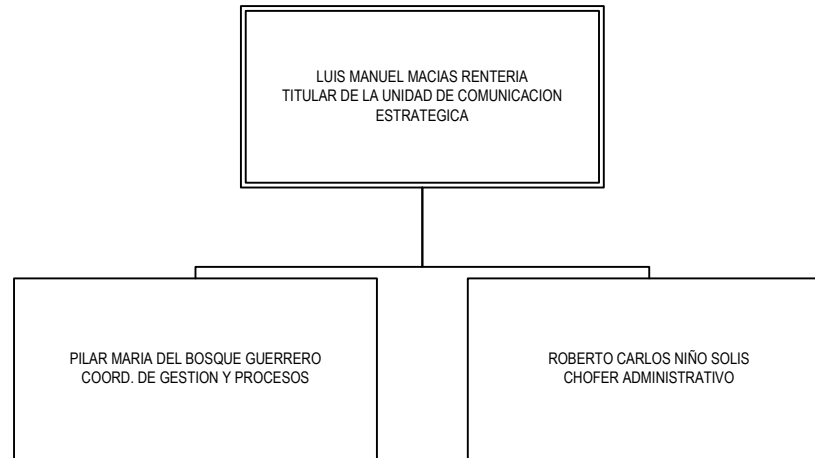 LUIS MANUEL MACIAS RENTERIA
TITULAR DE LA UNIDAD DE COMUNICACION
ESTRATEGICA
PILAR MARIA DEL BOSQUE GUERRERO
COORD. DE GESTION Y PROCESOS
ROBERTO CARLOS NIÑO SOLIS
CHOFER ADMINISTRATIVO